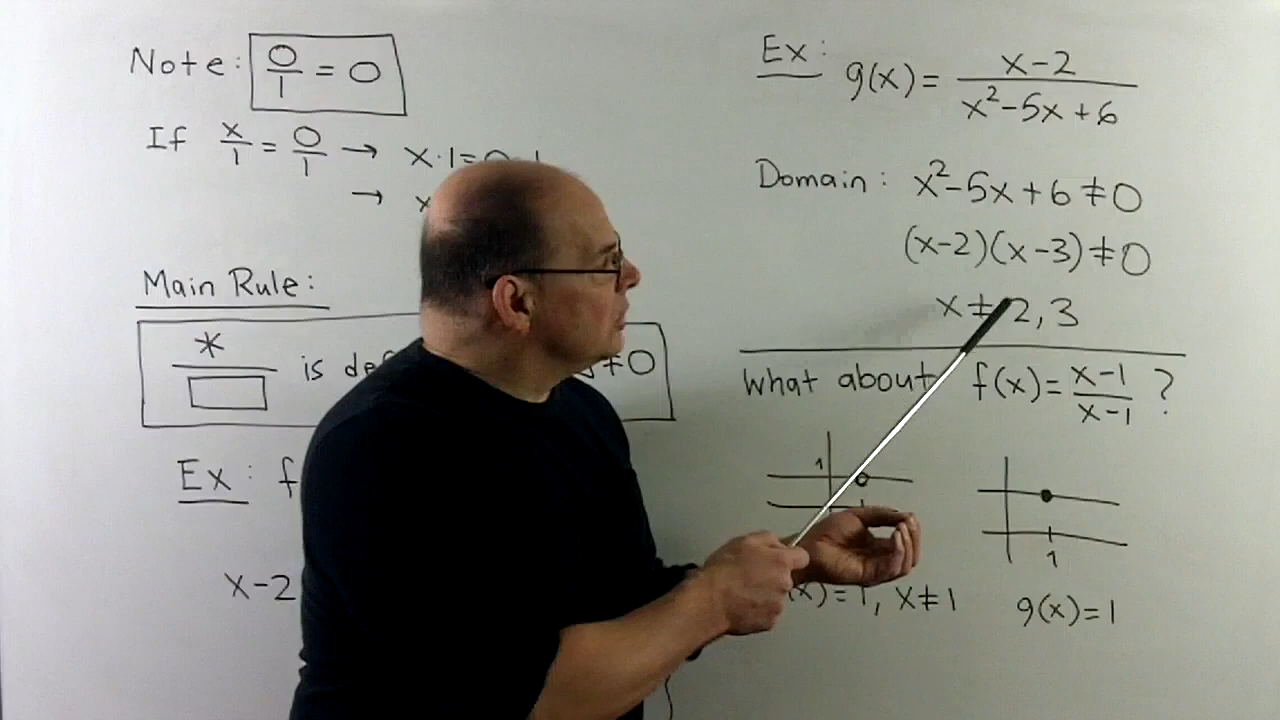 Note: 0/1 = 0
If x/1 = 0/1 → x·1=0·1
→ x
Main Rule:
*/□ is de ≠0
Ex: f
x-2
Ex: g(x) = (x-2)/(x²-5x+6)
Domain: x²-5x+6≠0
(x-2)(x-3)≠0
x≠2,3
What about f(x)=(x-1)/(x-1) ?
1
1
(x)=1, x≠1
g(x)=1